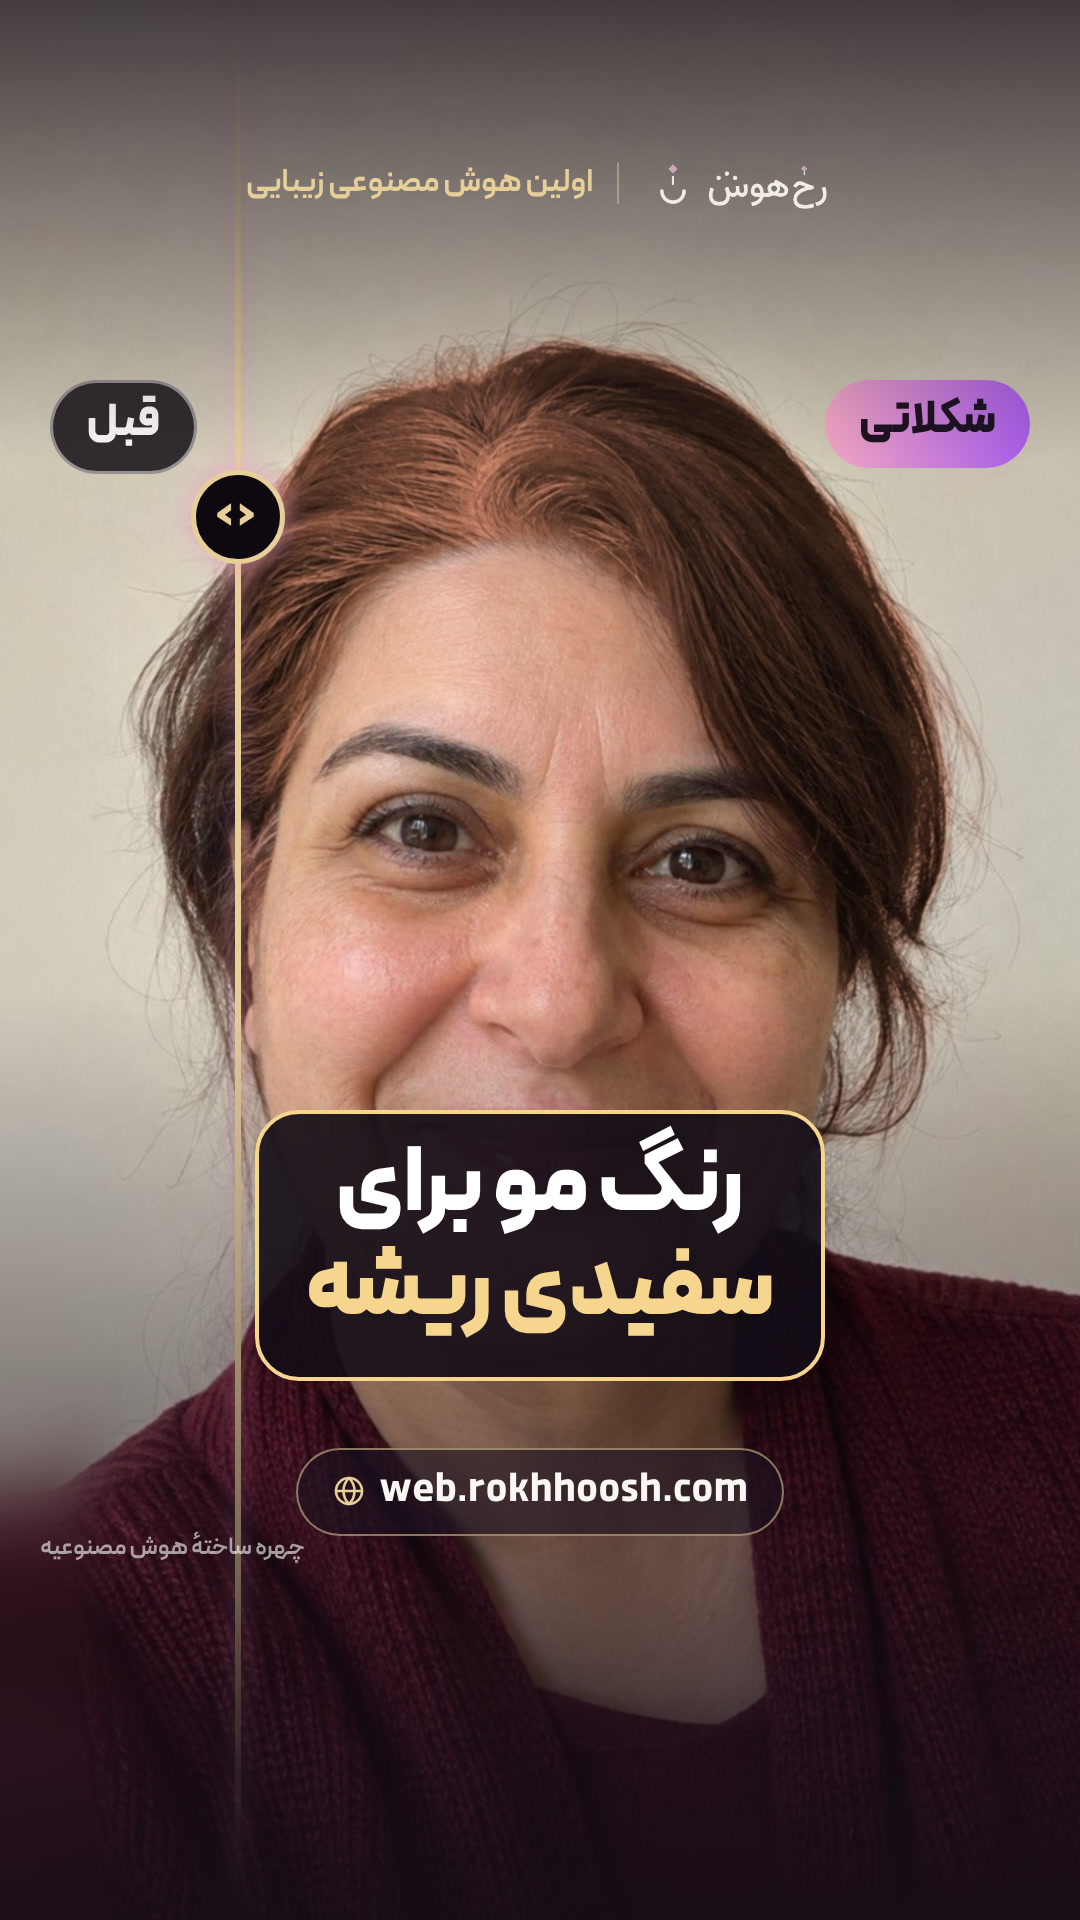 رخ هوش
اولین هوش مصنوعی زیبایی
شکلاتی
قبل
رنگ مو برای
سفیدی ریشه
web.rokhhoosh.com
چهره ساختهٔ هوش مصنوعیه